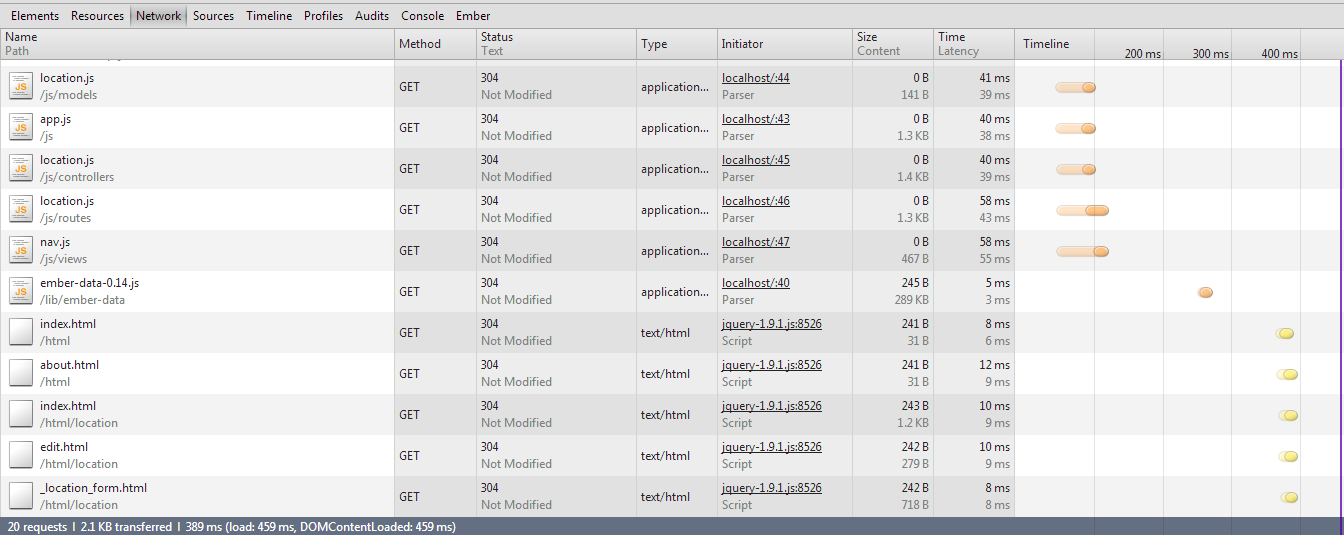 Elements Resources Network Sources Timeline Profiles Audits Console Ember
Name Path Method Status Text Type Initiator Size Content Time Latency Timeline 200 ms 300 ms 400 ms
location.js GET 304 application... localhost/:44 0 B 41 ms
/js/models Not Modified Parser 141 B 39 ms
app.js GET 304 application... localhost/:43 0 B 40 ms
/js Not Modified Parser 1.3 KB 38 ms
location.js GET 304 application... localhost/:45 0 B 40 ms
/js/controllers Not Modified Parser 1.4 KB 39 ms
location.js GET 304 application... localhost/:46 0 B 58 ms
/js/routes Not Modified Parser 1.3 KB 43 ms
nav.js GET 304 application... localhost/:47 0 B 58 ms
/js/views Not Modified Parser 467 B 55 ms
ember-data-0.14.js GET 304 application... localhost/:40 245 B 5 ms
/lib/ember-data Not Modified Parser 289 KB 3 ms
index.html GET 304 text/html jquery-1.9.1.js:8526 241 B 8 ms
/html Not Modified Script 31 B 6 ms
about.html GET 304 text/html jquery-1.9.1.js:8526 241 B 12 ms
/html Not Modified Script 31 B 9 ms
index.html GET 304 text/html jquery-1.9.1.js:8526 243 B 10 ms
/html/location Not Modified Script 1.2 KB 9 ms
edit.html GET 304 text/html jquery-1.9.1.js:8526 242 B 10 ms
/html/location Not Modified Script 279 B 9 ms
_location_form.html GET 304 text/html jquery-1.9.1.js:8526 242 B 8 ms
/html/location Not Modified Script 718 B 8 ms
20 requests | 2.1 KB transferred | 389 ms (load: 459 ms, DOMContentLoaded: 459 ms)